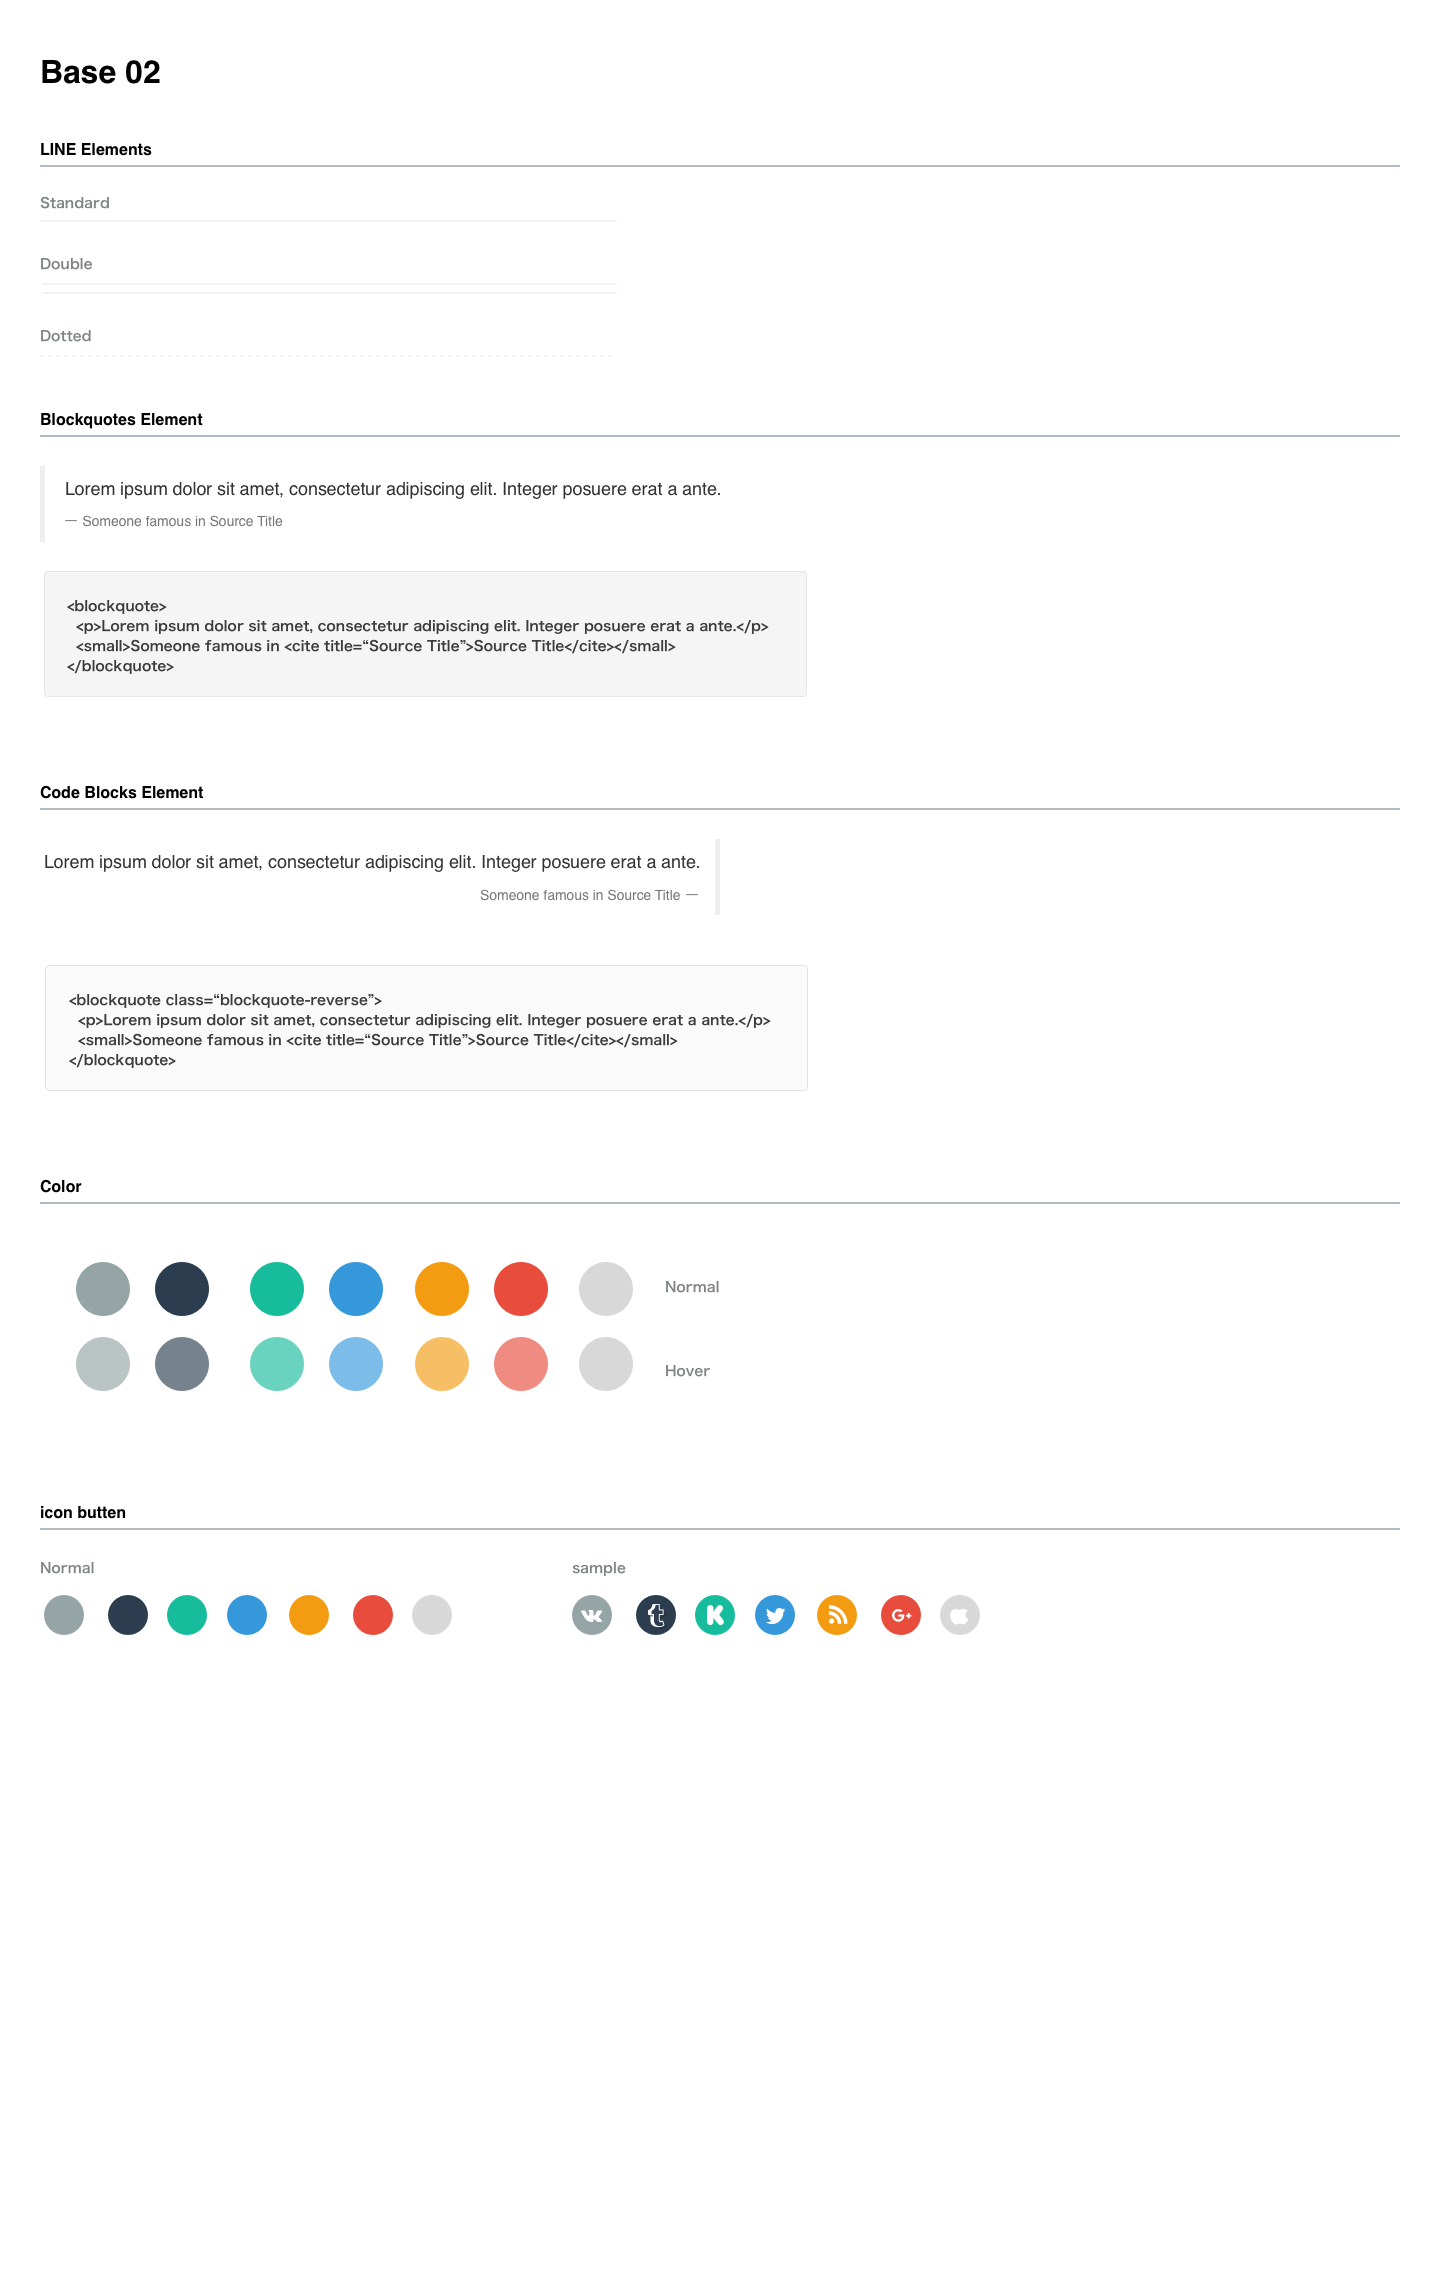 Base 02
LINE Elements
Standard
Double
Dotted
Blockquotes Element
Lorem ipsum dolor sit amet, consectetur adipiscing elit. Integer posuere erat a ante.
— Someone famous in Source Title
<blockquote>
<p>Lorem ipsum dolor sit amet, consectetur adipiscing elit. Integer posuere erat a ante.</p>
<small>Someone famous in <cite title=“Source Title”>Source Title</cite></small>
</blockquote>
Code Blocks Element
Lorem ipsum dolor sit amet, consectetur adipiscing elit. Integer posuere erat a ante.
Someone famous in Source Title —
<blockquote class=“blockquote-reverse”>
<p>Lorem ipsum dolor sit amet, consectetur adipiscing elit. Integer posuere erat a ante.</p>
<small>Someone famous in <cite title=“Source Title”>Source Title</cite></small>
</blockquote>
Color
Normal
Hover
icon butten
Normal
sample